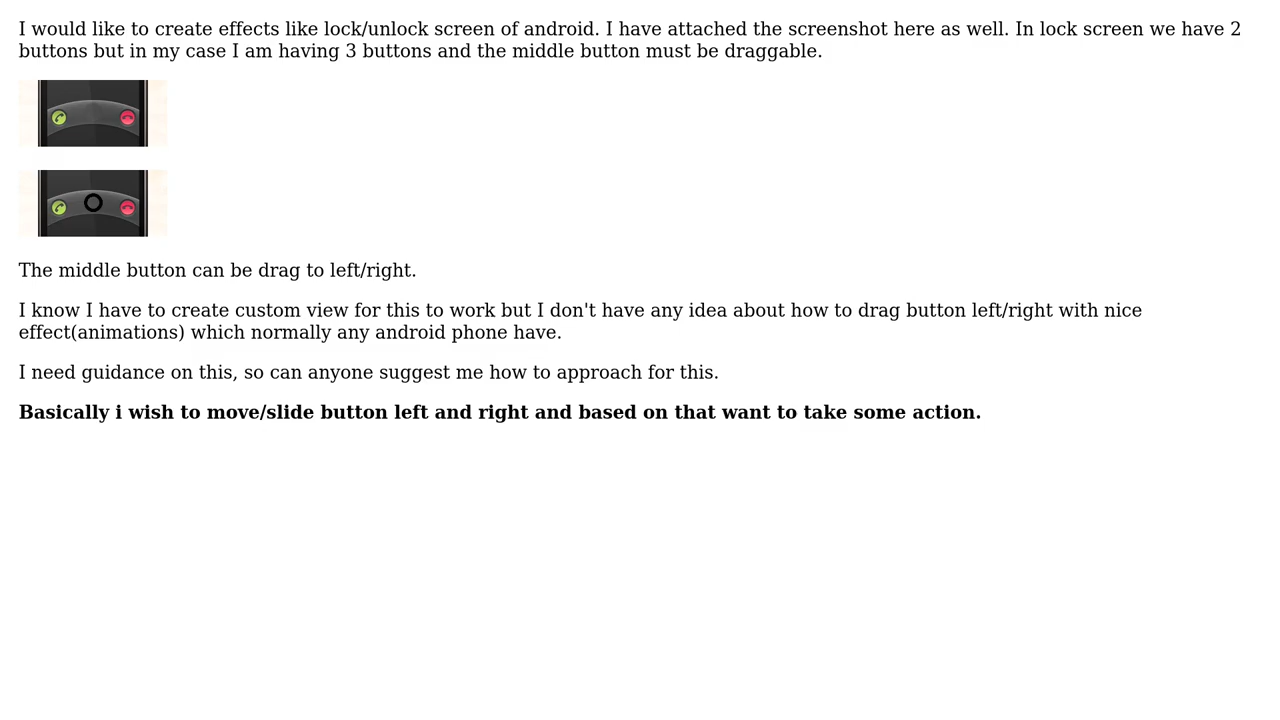 I would like to create effects like lock/unlock screen of android. I have attached the screenshot here as well. In lock screen we have 2
buttons but in my case I am having 3 buttons and the middle button must be draggable.
The middle button can be drag to left/right.
I know I have to create custom view for this to work but I don't have any idea about how to drag button left/right with nice
effect(animations) which normally any android phone have.
I need guidance on this, so can anyone suggest me how to approach for this.
Basically i wish to move/slide button left and right and based on that want to take some action.